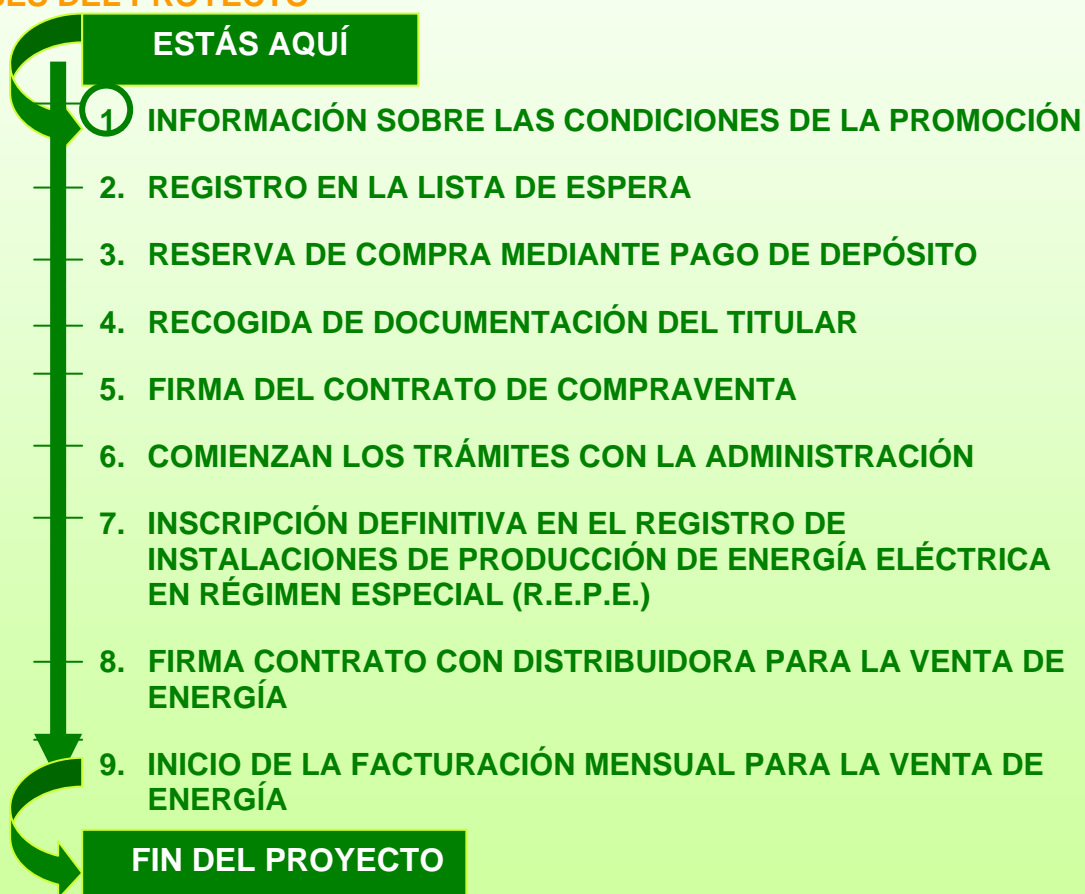 DEL PROYECTO
ESTÁS AQUÍ
1 INFORMACIÓN SOBRE LAS CONDICIONES DE LA PROMOCIÓN
2. REGISTRO EN LA LISTA DE ESPERA
3. RESERVA DE COMPRA MEDIANTE PAGO DE DEPÓSITO
4. RECOGIDA DE DOCUMENTACIÓN DEL TITULAR
5. FIRMA DEL CONTRATO DE COMPRAVENTA
6. COMIENZAN LOS TRÁMITES CON LA ADMINISTRACIÓN
7. INSCRIPCIÓN DEFINITIVA EN EL REGISTRO DE
INSTALACIONES DE PRODUCCIÓN DE ENERGÍA ELÉCTRICA
EN RÉGIMEN ESPECIAL (R.E.P.E.)
8. FIRMA CONTRATO CON DISTRIBUIDORA PARA LA VENTA DE
ENERGÍA
9. INICIO DE LA FACTURACIÓN MENSUAL PARA LA VENTA DE
ENERGÍA
FIN DEL PROYECTO